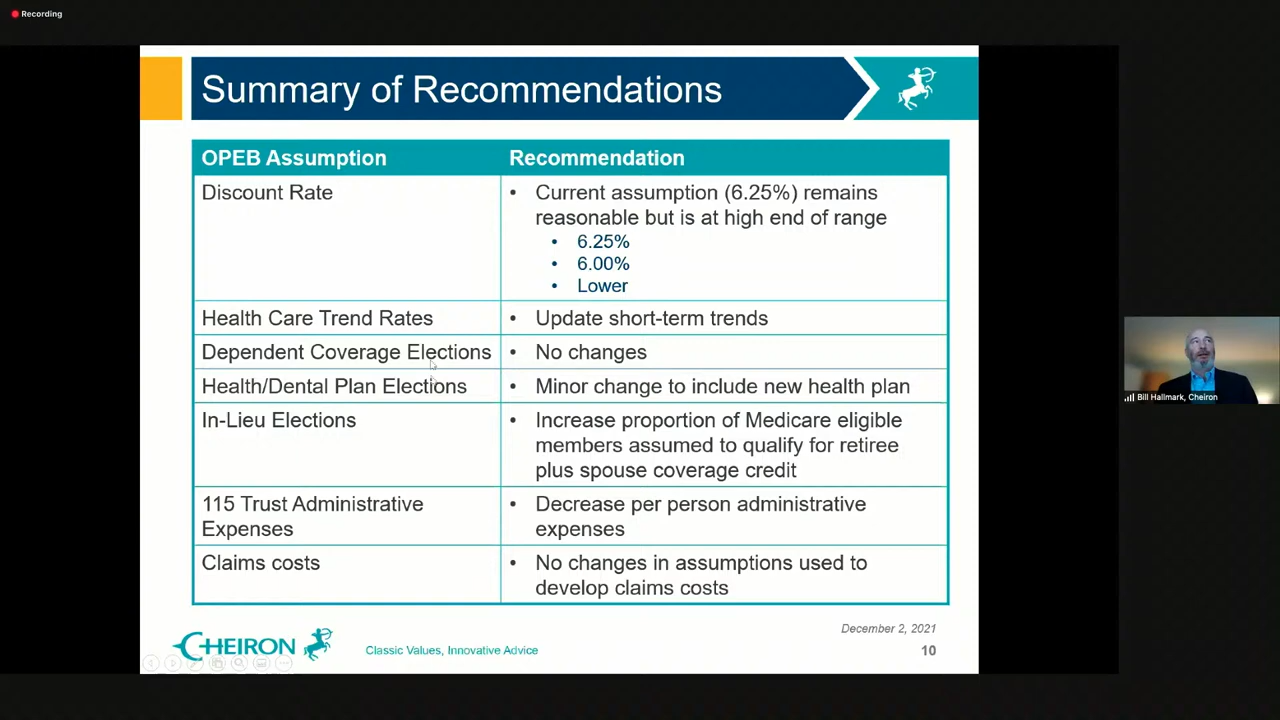 Recording
Summary of Recommendations
OPEB Assumption
Recommendation
Discount Rate
• Current assumption (6.25%) remains
reasonable but is at high end of range
• 6.25%
• 6.00%
• Lower
Health Care Trend Rates
• Update short-term trends
Dependent Coverage Elections
• No changes
Health/Dental Plan Elections
• Minor change to include new health plan
In-Lieu Elections
• Increase proportion of Medicare eligible
members assumed to qualify for retiree
plus spouse coverage credit
115 Trust Administrative
Expenses
• Decrease per person administrative
expenses
Claims costs
• No changes in assumptions used to
develop claims costs
Bill Hallmark, Cheiron
December 2, 2021
CHEIRON
Classic Values, Innovative Advice
10